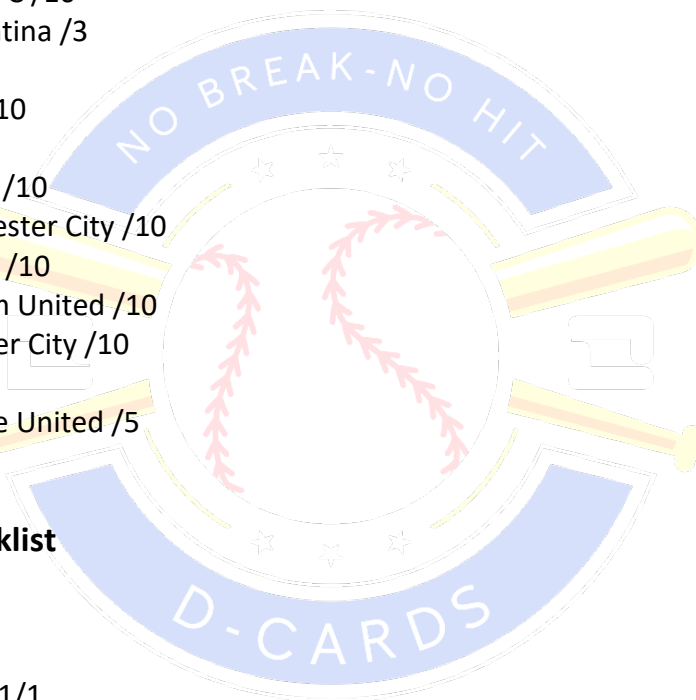 tina /3
NO BREAK-NO HIT
10
/10
ester City /10
/10
United /10
er City /10
e United /5
klist
D-CARDS
1/1